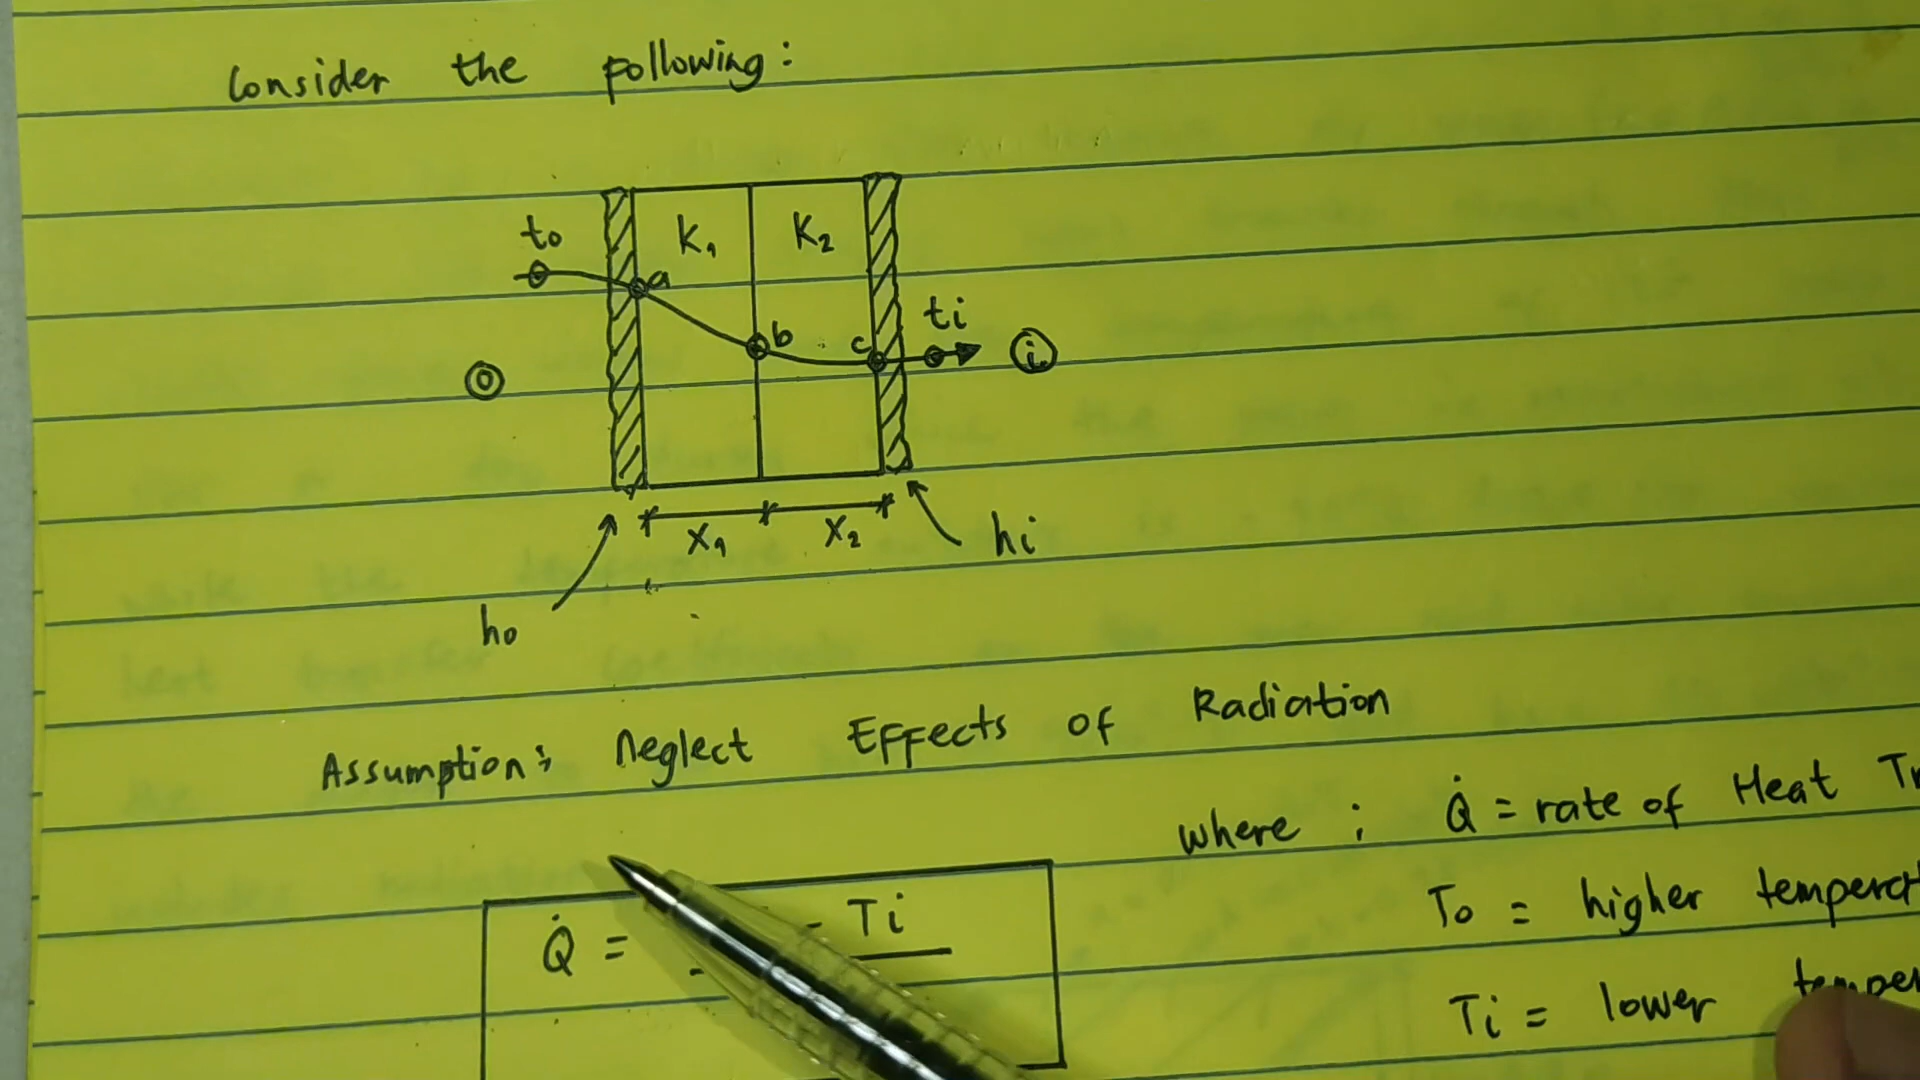 Consider the following:
to
K1
K2
a
b
c
ti
o
i
x1
x2
ho
hi
Assumption: Neglect Effects of Radiation
where : Q̇ = rate of Heat
To = higher
Ti = lower
Q̇ = - Ti